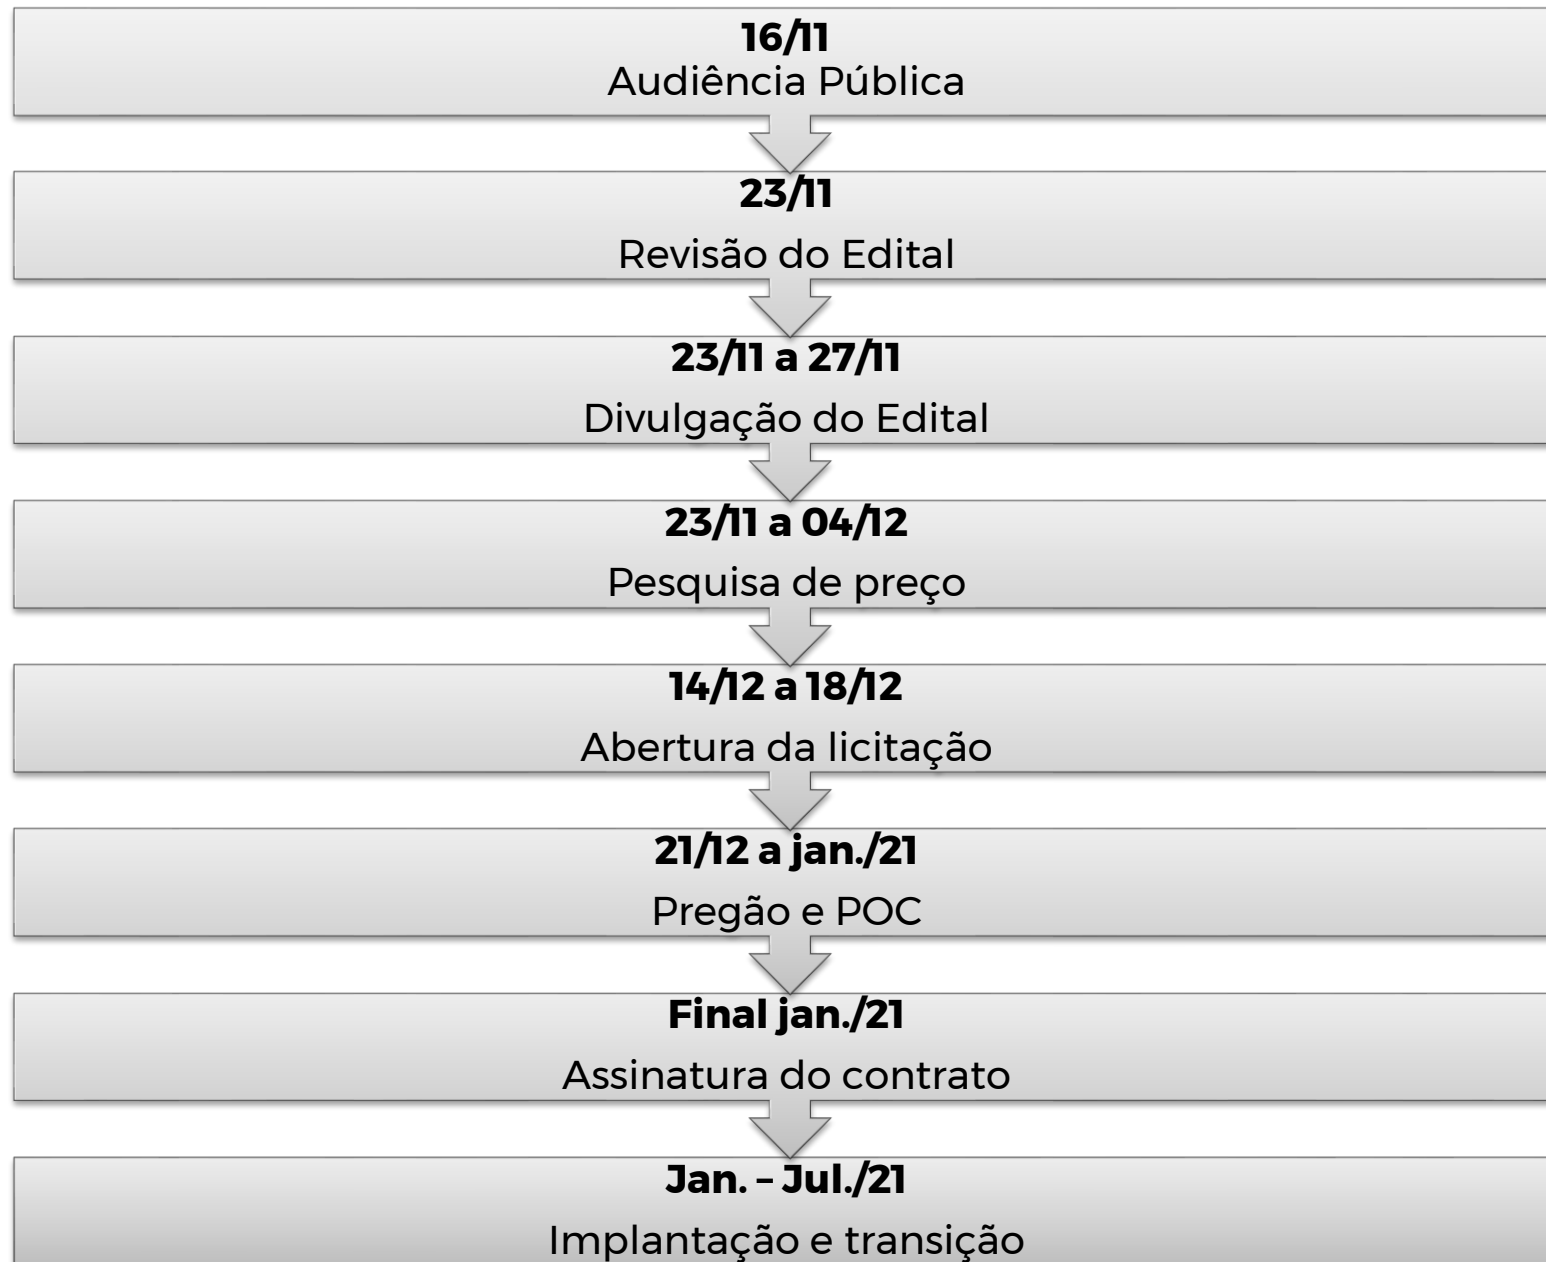 16/11
Audiência Pública
23/11
Revisão do Edital
23/11 a 27/11
Divulgação do Edital
23/11 a 04/12
Pesquisa de preço
14/12 a 18/12
Abertura da licitação
21/12 a jan./21
Pregão e POC
Final jan./21
Assinatura do contrato
Jan. – Jul./21
Implantação e transição